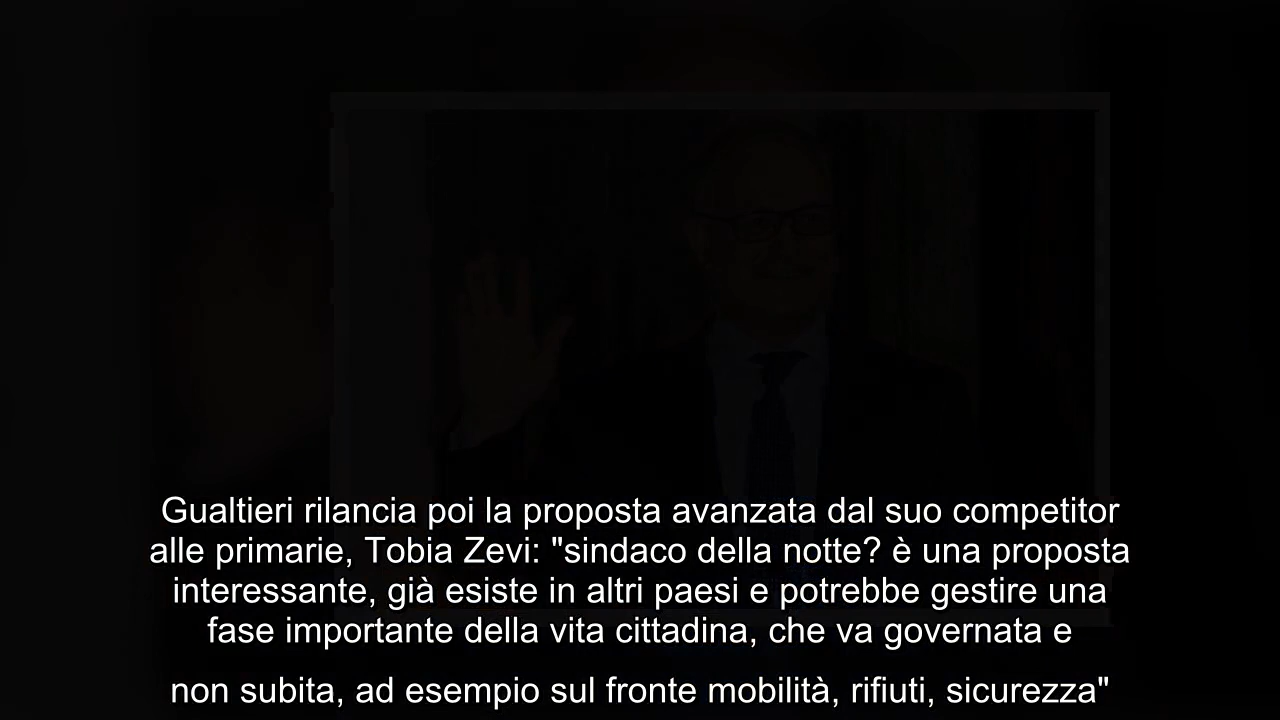 Gualtieri rilancia poi la proposta avanzata dal suo competitor
alle primarie, Tobia Zevi: "sindaco della notte? è una proposta
interessante, già esiste in altri paesi e potrebbe gestire una
fase importante della vita cittadina, che va governata e
non subita, ad esempio sul fronte mobilità, rifiuti, sicurezza"